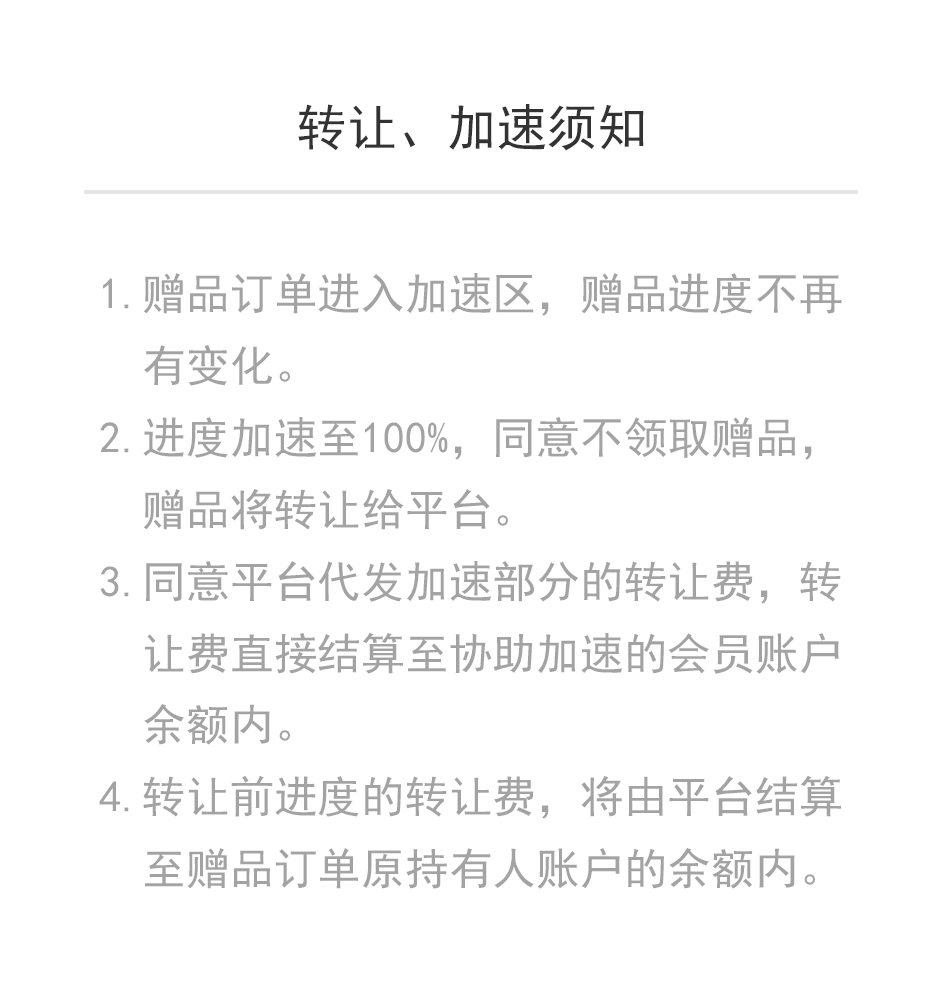 转让、加速须知
1.赠品订单进入加速区，赠品进度不再
有变化。
2.进度加速至100%，同意不领取赠品，
赠品将转让给平台。
3.同意平台代发加速部分的转让费，转
让费直接结算至协助加速的会员账户
余额内。
4.转让前进度的转让费，将由平台结算
至赠品订单原持有人账户的余额内。